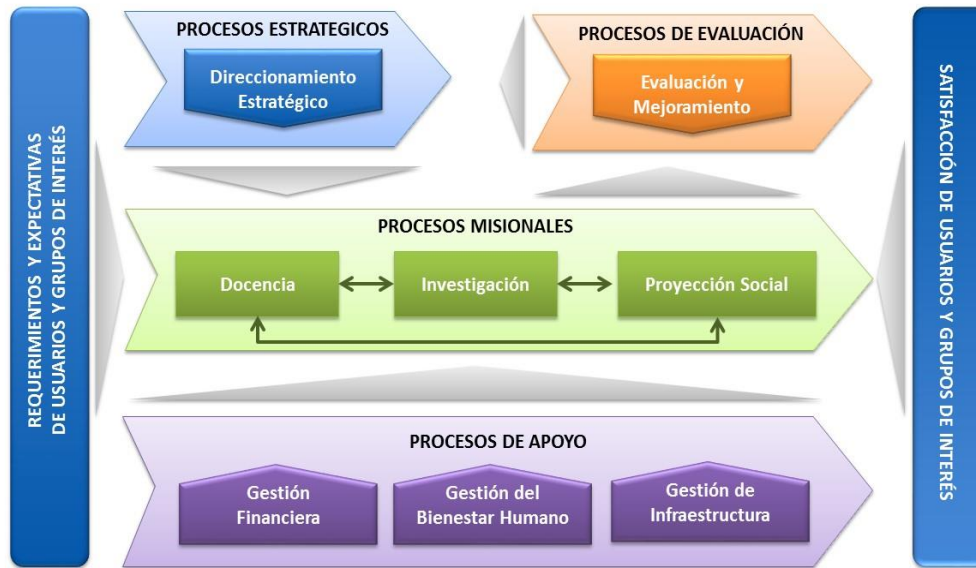 REQUERIMIENTOS Y EXPECTATIVAS
DE USUARIOS Y GRUPOS DE INTERÉS
PROCESOS ESTRATEGICOS
Direccionamiento
Estratégico
PROCESOS DE EVALUACIÓN
Evaluación y
Mejoramiento
PROCESOS MISIONALES
Docencia
Investigación
Proyección Social
PROCESOS DE APOYO
Gestión
Financiera
Gestión del
Bienestar Humano
Gestión de
Infraestructura
SATISFACCIÓN DE USUARIOS Y GRUPOS DE INTERÉS